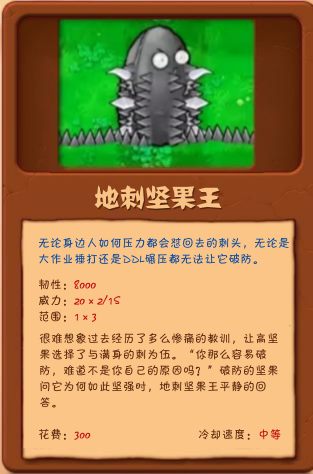 地刺坚果王
无论身边人如何压力都会怼回去的刺头，无论是
大作业捶打还是DDL碾压都无法让它破防。
韧性：8000
威力：20×2/15
范围：1×3
很难想象过去经历了多么惨痛的教训，让高坚
果选择了与满身的刺为伍。“你那么容易破
防，难道不是你自己的原因吗？”破防的坚果
问它为何如此坚强时，地刺坚果王平静的回
答。
花费：300 冷却速度：中等